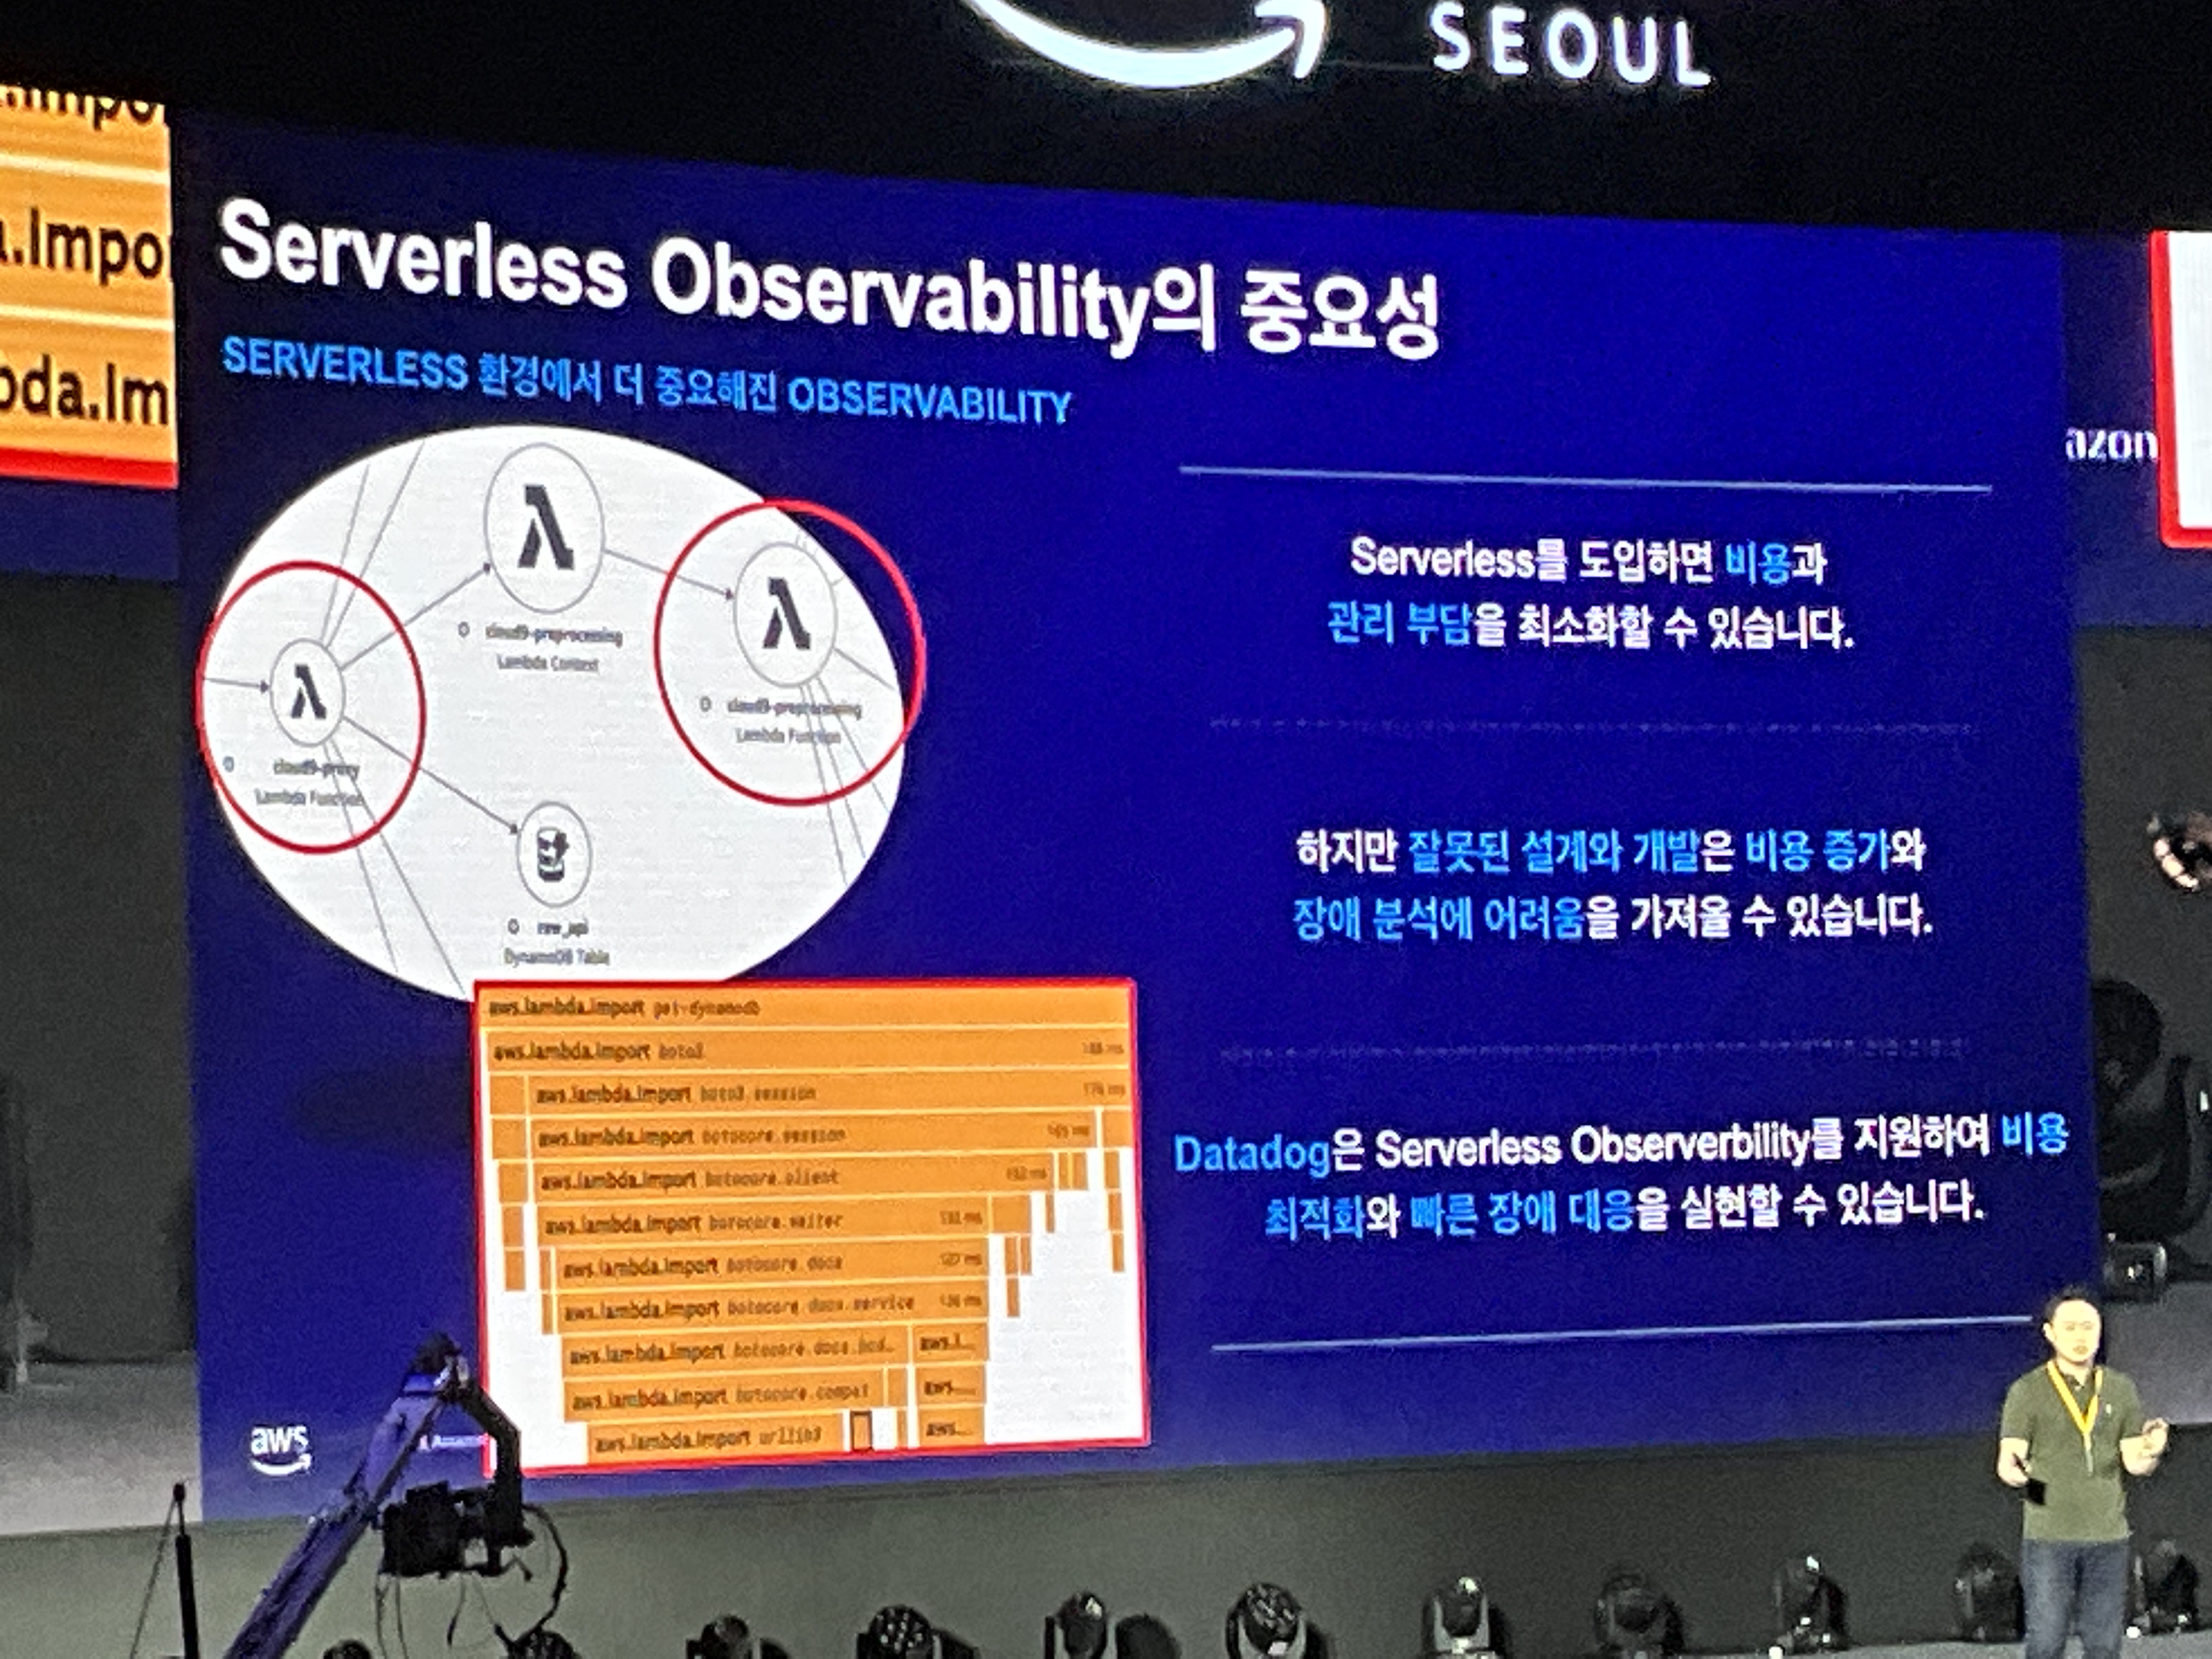 SEOUL
Serverless Observability의 중요성
SERVERLESS 환경에서 더 중요해진 OBSERVABILITY
cloud9-preprocessing
Lambda Context
cloud9-preprocessing
Lambda Function
cloud9-proxy
Lambda Function
raw_api
DynamoDB Table
Serverless를 도입하면 비용과
관리 부담을 최소화할 수 있습니다.
하지만 잘못된 설계와 개발은 비용 증가와
장애 분석에 어려움을 가져올 수 있습니다.
Datadog은 Serverless Observerbility를 지원하여 비용
최적화와 빠른 장애 대응을 실현할 수 있습니다.
aws.lambda.import
aws.lambda.import boto3
aws.lambda.import boto3.session
aws.lambda.import botocore.session
aws.lambda.import botocore.client
aws.lambda.import botocore.waiter
aws.lambda.import botocore.docs
aws.lambda.import botocore.docs.service
aws.lambda.import botocore.docs.bcd… aws.l…
aws.lambda.import botocore.compat aws.…
aws.lambda.import urllib3 aws.…
aws
.Impor
a.Impor
bda.Im
azon